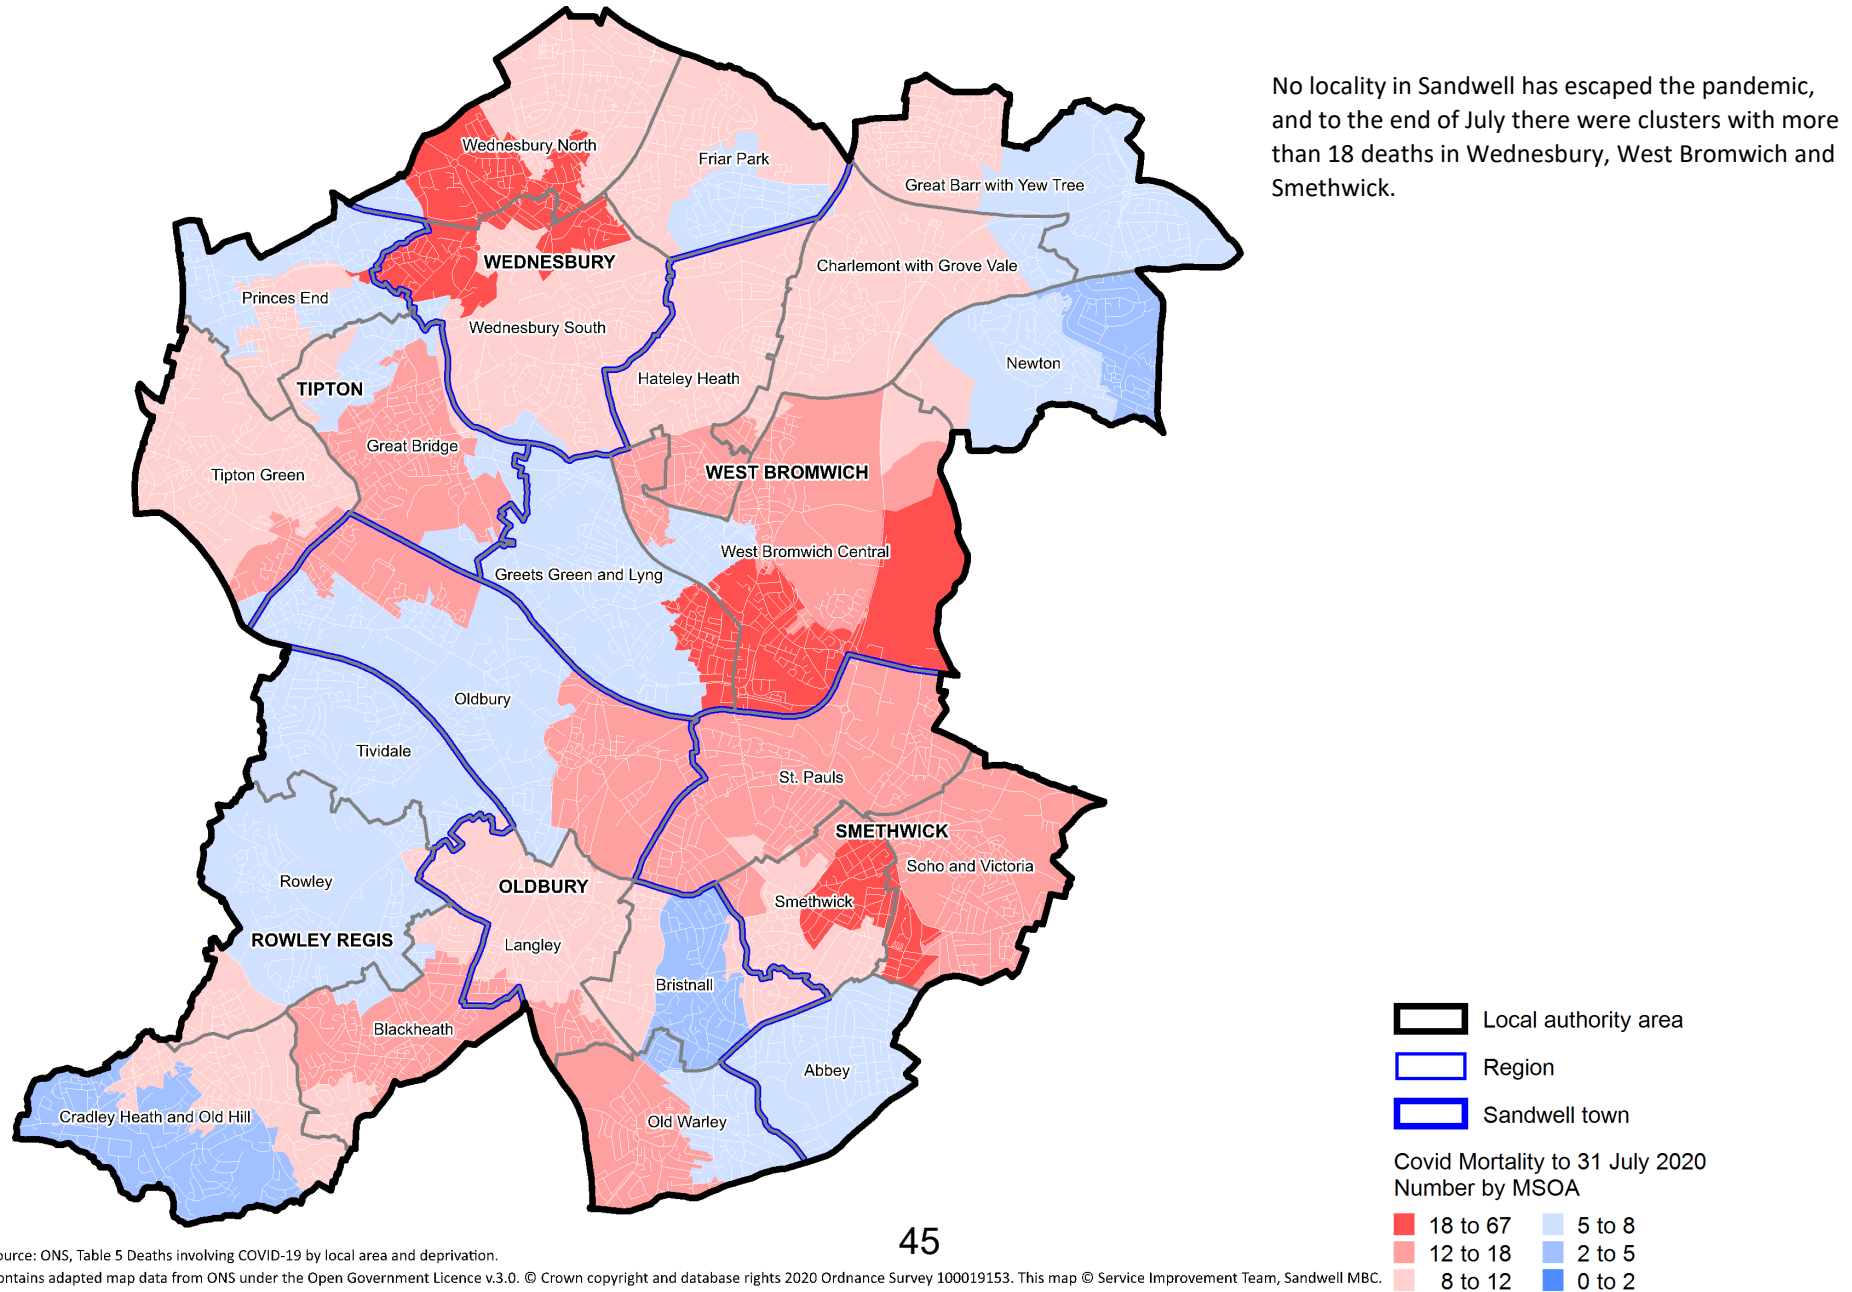 No locality in Sandwell has escaped the pandemic,
and to the end of July there were clusters with more
than 18 deaths in Wednesbury, West Bromwich and
Smethwick.
Wednesbury North
Friar Park
Great Barr with Yew Tree
WEDNESBURY
Charlemont with Grove Vale
Princes End
Wednesbury South
Newton
Hateley Heath
TIPTON
Great Bridge
Tipton Green
WEST BROMWICH
West Bromwich Central
Greets Green and Lyng
Oldbury
Tividale
St. Pauls
SMETHWICK
Soho and Victoria
Rowley
OLDBURY
Smethwick
ROWLEY REGIS
Langley
Bristnall
Blackheath
Abbey
Cradley Heath and Old Hill
Old Warley
Local authority area
Region
Sandwell town
Covid Mortality to 31 July 2020
Number by MSOA
18 to 67
12 to 18
8 to 12
5 to 8
2 to 5
0 to 2
45
ource: ONS, Table 5 Deaths involving COVID-19 by local area and deprivation.
ontains adapted map data from ONS under the Open Government Licence v.3.0. © Crown copyright and database rights 2020 Ordnance Survey 100019153. This map © Service Improvement Team, Sandwell MBC.